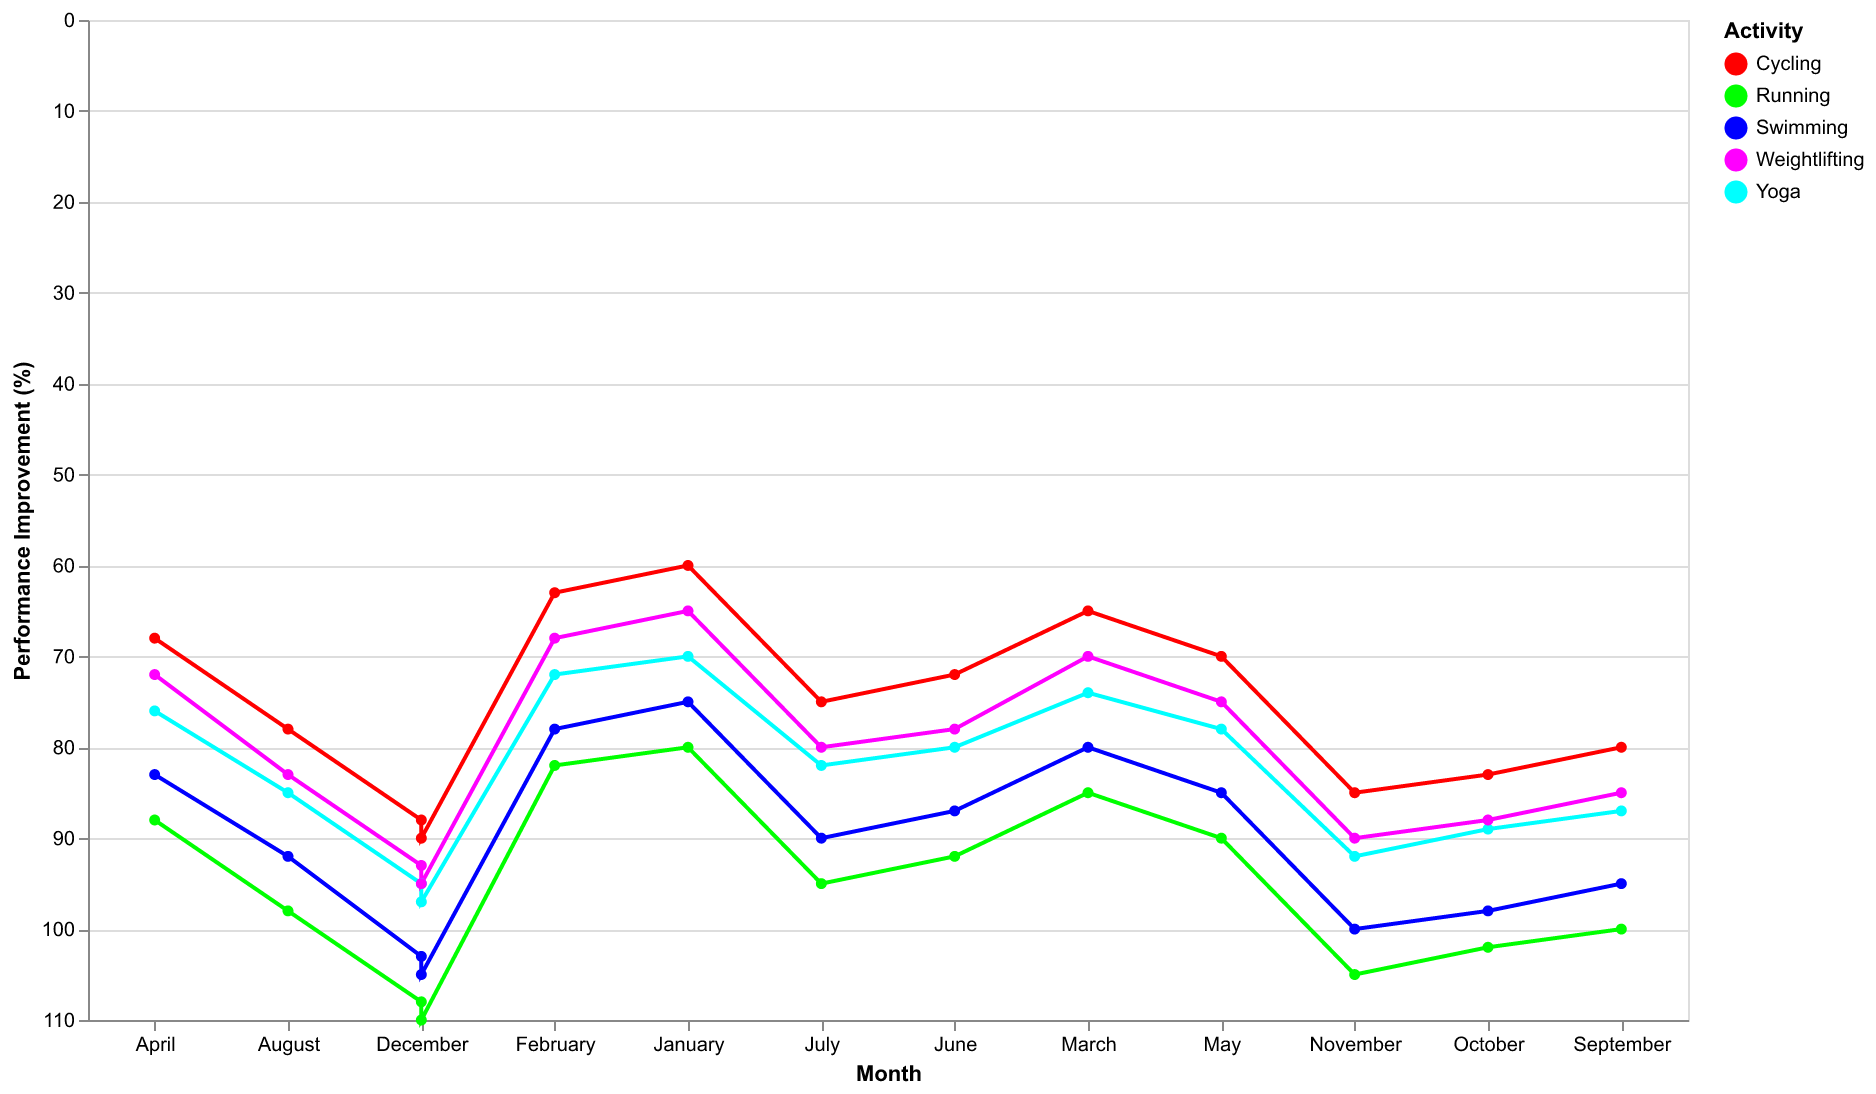 0
10
20
30
40
50
60
70
80
90
100
110
Performance Improvement (%)
April August December February January July June March May November October September
Month
Activity
Cycling
Running
Swimming
Weightlifting
Yoga